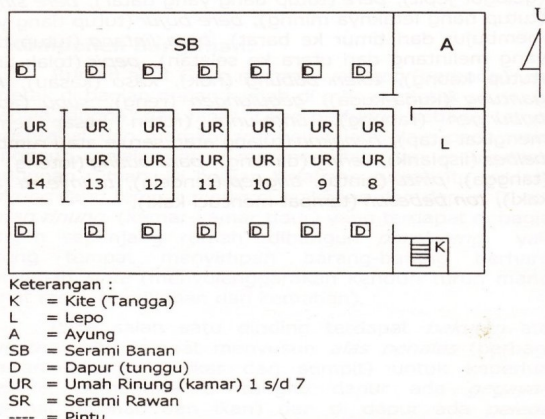 U
SB A
D D D D D D D
UR UR UR UR UR UR UR
L
UR UR UR UR UR UR UR
14 13 12 11 10 9 8
D D D D D D D
K
Keterangan :
K = Kite (Tangga)
L = Lepo
A = Ayung
SB = Serami Banan
D = Dapur (tunggu)
UR = Umah Rinung (kamar) 1 s/d 7
SR = Serami Rawan
---- = Pintu